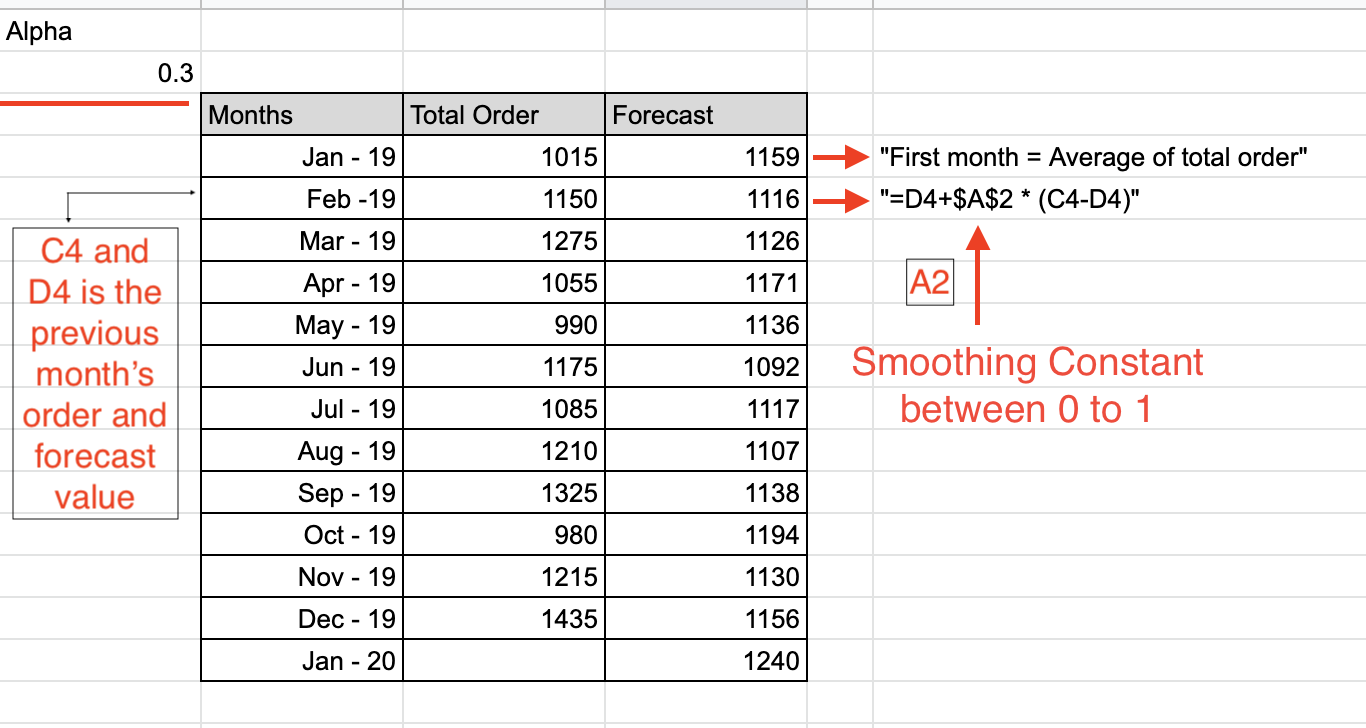 Alpha
0.3
Months Total Order Forecast
Jan - 19 1015 1159 "First month = Average of total order"
Feb -19 1150 1116 "=D4+$A$2 * (C4-D4)"
Mar - 19 1275 1126
Apr - 19 1055 1171
May - 19 990 1136
Jun - 19 1175 1092
Jul - 19 1085 1117
Aug - 19 1210 1107
Sep - 19 1325 1138
Oct - 19 980 1194
Nov - 19 1215 1130
Dec - 19 1435 1156
Jan - 20 1240
C4 and
D4 is the
previous
month’s
order and
forecast
value
A2
Smoothing Constant
between 0 to 1